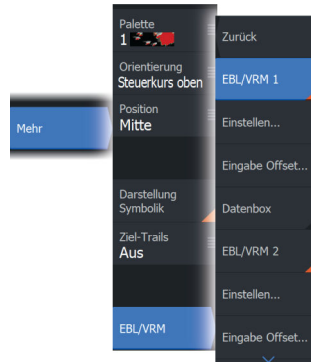 Mehr
Palette
1
Orientierung
Steuerkurs oben
Position
Mitte
Darstellung
Symbolik
Ziel-Trails
Aus
EBL/VRM
Zurück
EBL/VRM 1
Einstellen...
Eingabe Offset...
Datenbox
EBL/VRM 2
Einstellen...
Eingabe Offset...